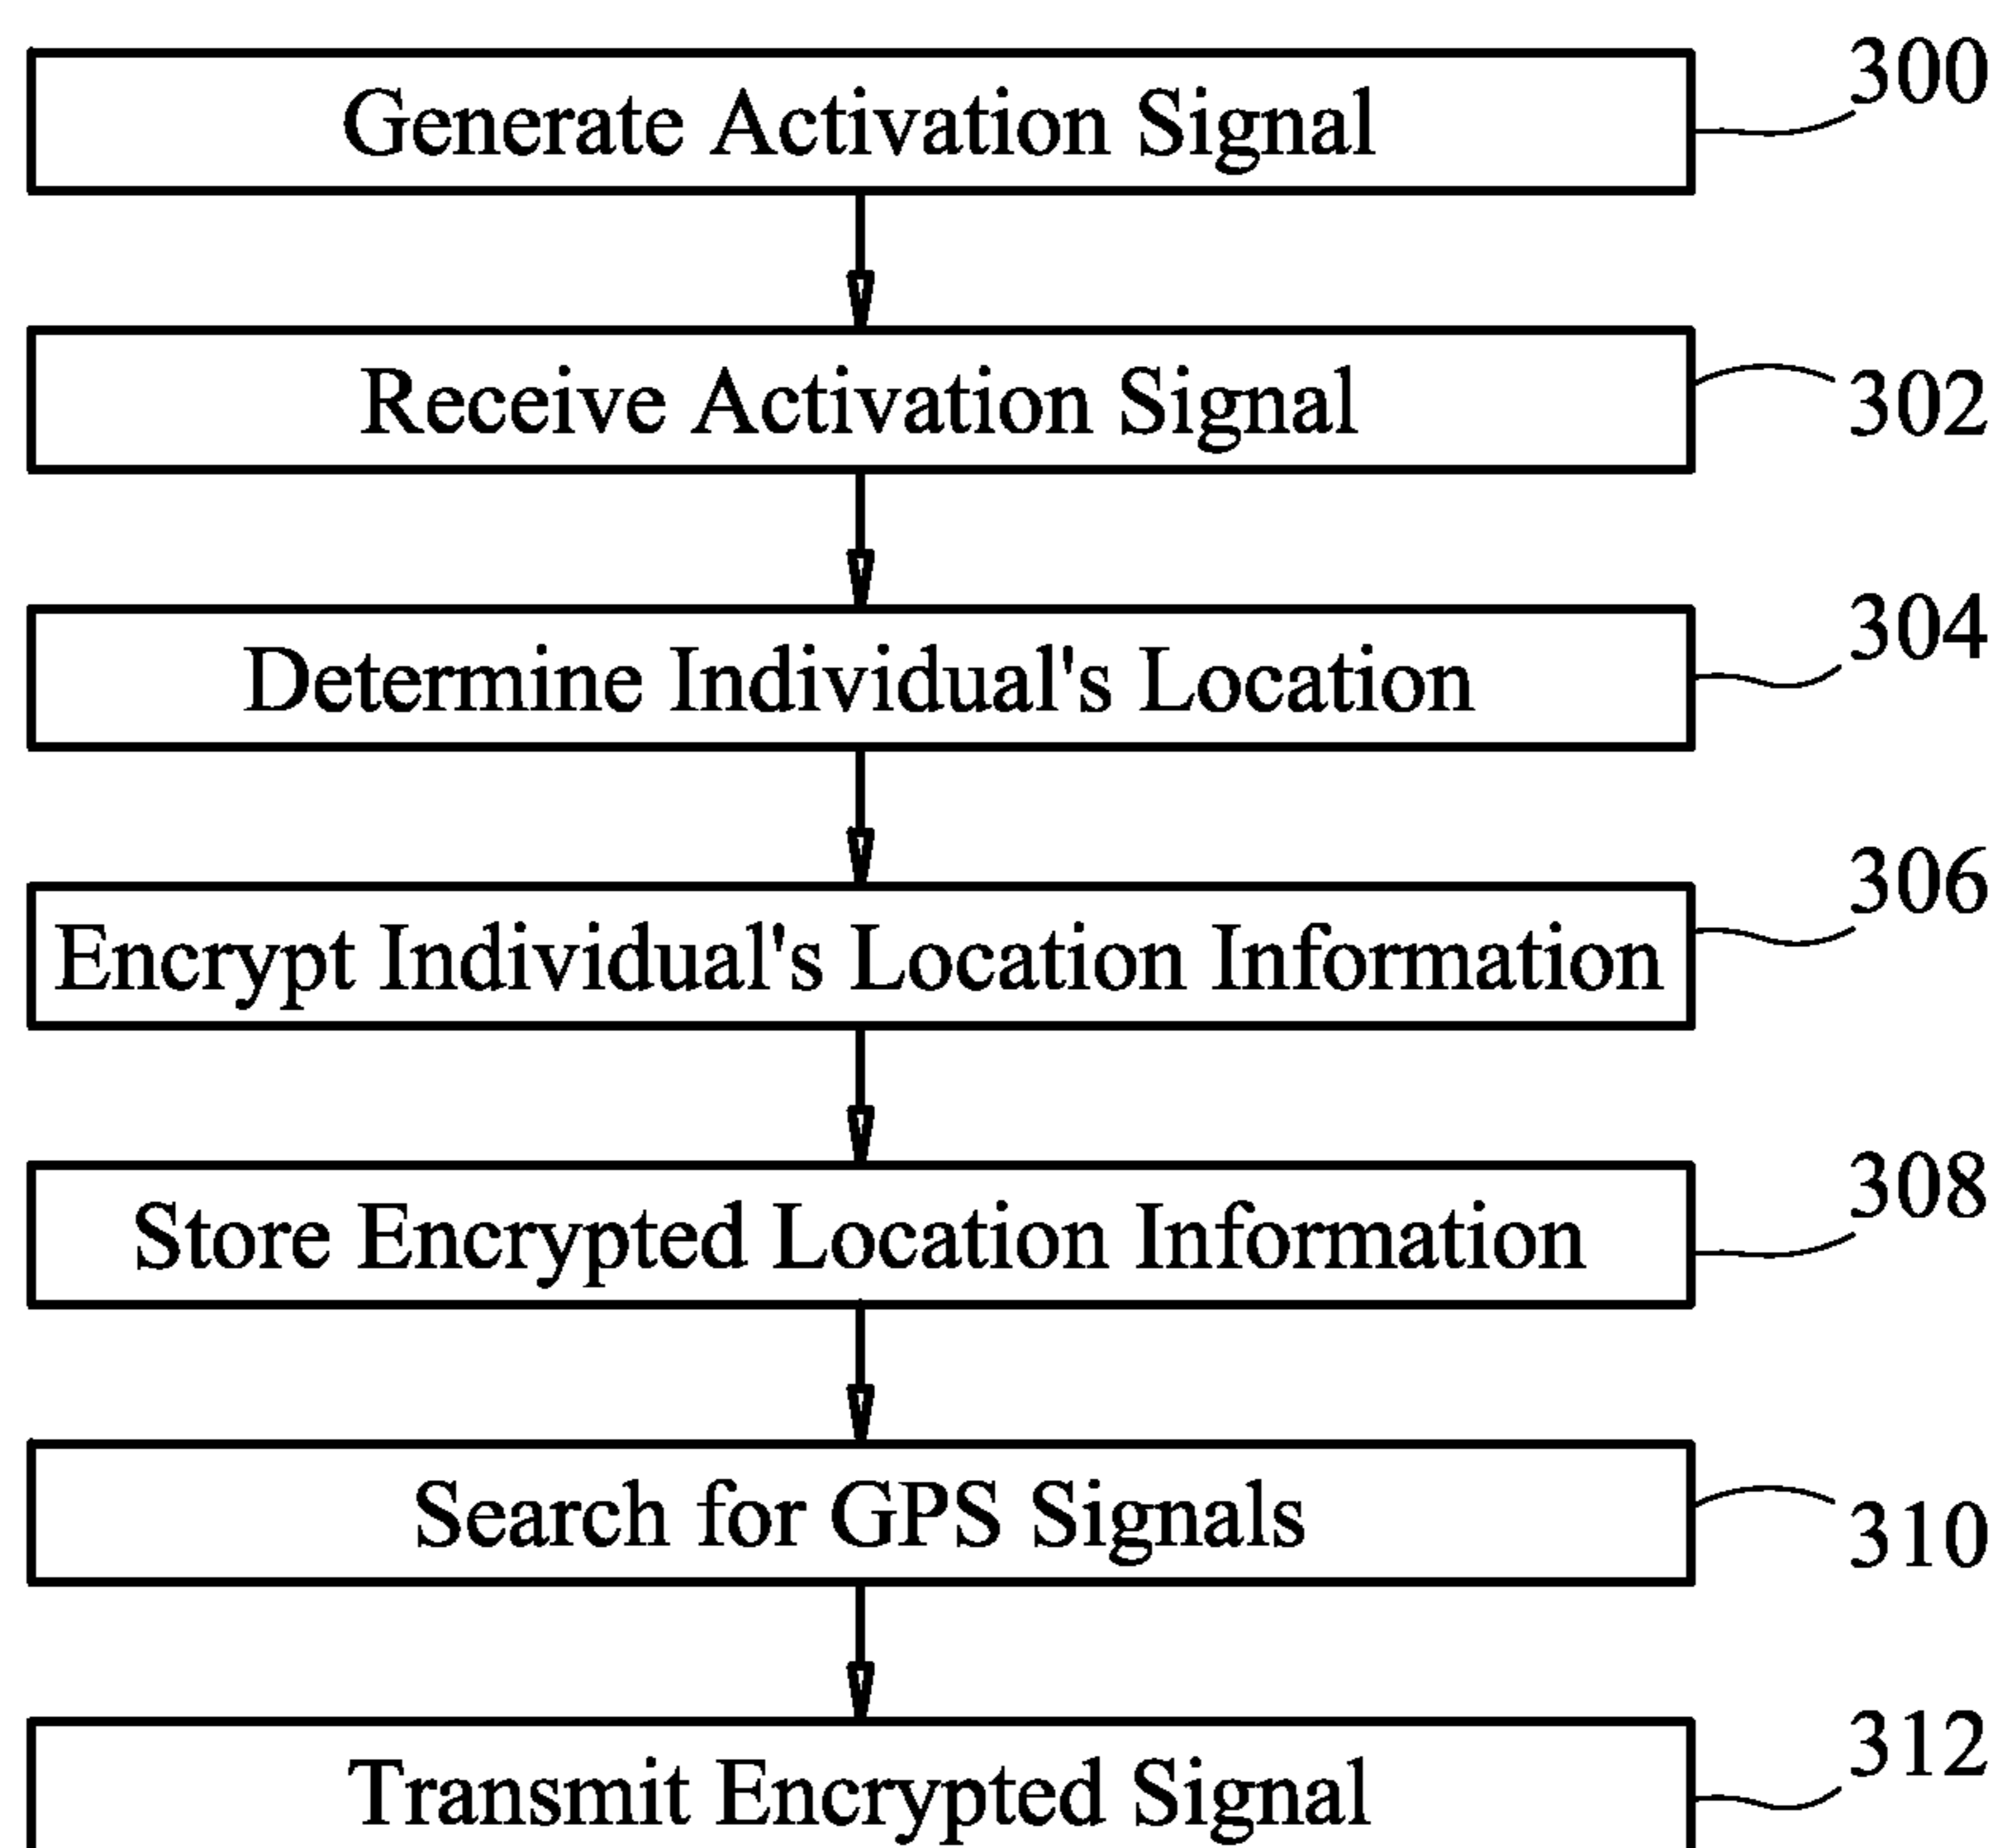 Generate Activation Signal
300
Receive Activation Signal
302
Determine Individual's Location
304
Encrypt Individual's Location Information
306
Store Encrypted Location Information
308
Search for GPS Signals
310
Transmit Encrypted Signal
312